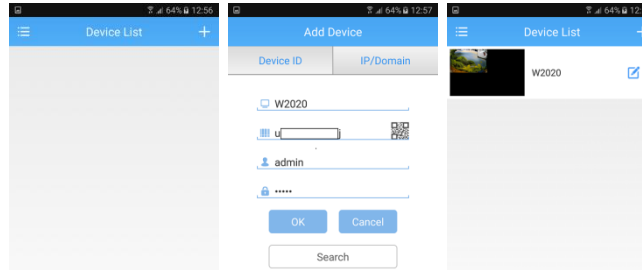 64% 12:56
Device List +
64% 12:57
Add Device
Device ID IP/Domain
W2020
u j
admin
•••••
OK Cancel
Search
64% 12:
Device List
W2020